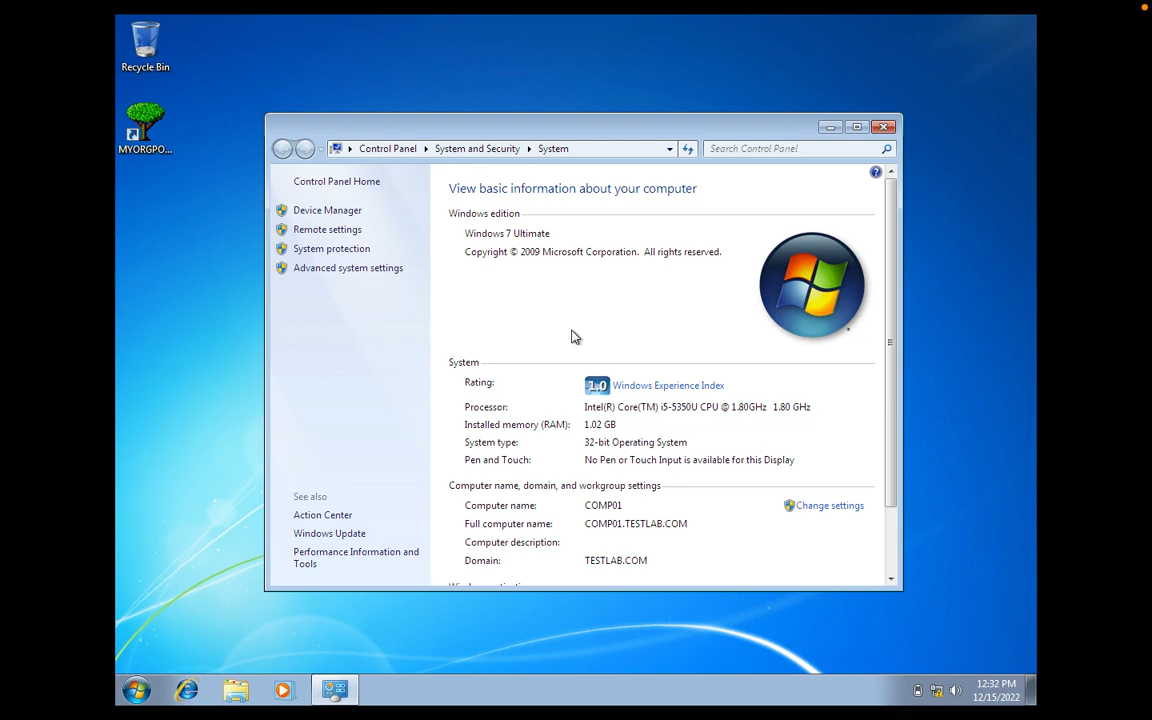 Recycle Bin
MYORGPO...
Control Panel
System and Security
System
Search Control Panel
Control Panel Home
Device Manager
Remote settings
System protection
Advanced system settings
See also
Action Center
Windows Update
Performance Information and
Tools
View basic information about your computer
Windows edition
Windows 7 Ultimate
Copyright © 2009 Microsoft Corporation. All rights reserved.
System
Rating: 1.0 Windows Experience Index
Processor: Intel(R) Core(TM) i5-5350U CPU @ 1.80GHz 1.80 GHz
Installed memory (RAM): 1.02 GB
System type: 32-bit Operating System
Pen and Touch: No Pen or Touch Input is available for this Display
Computer name, domain, and workgroup settings
Computer name: COMP01 Change settings
Full computer name: COMP01.TESTLAB.COM
Computer description:
Domain: TESTLAB.COM
12:32 PM
12/15/2022